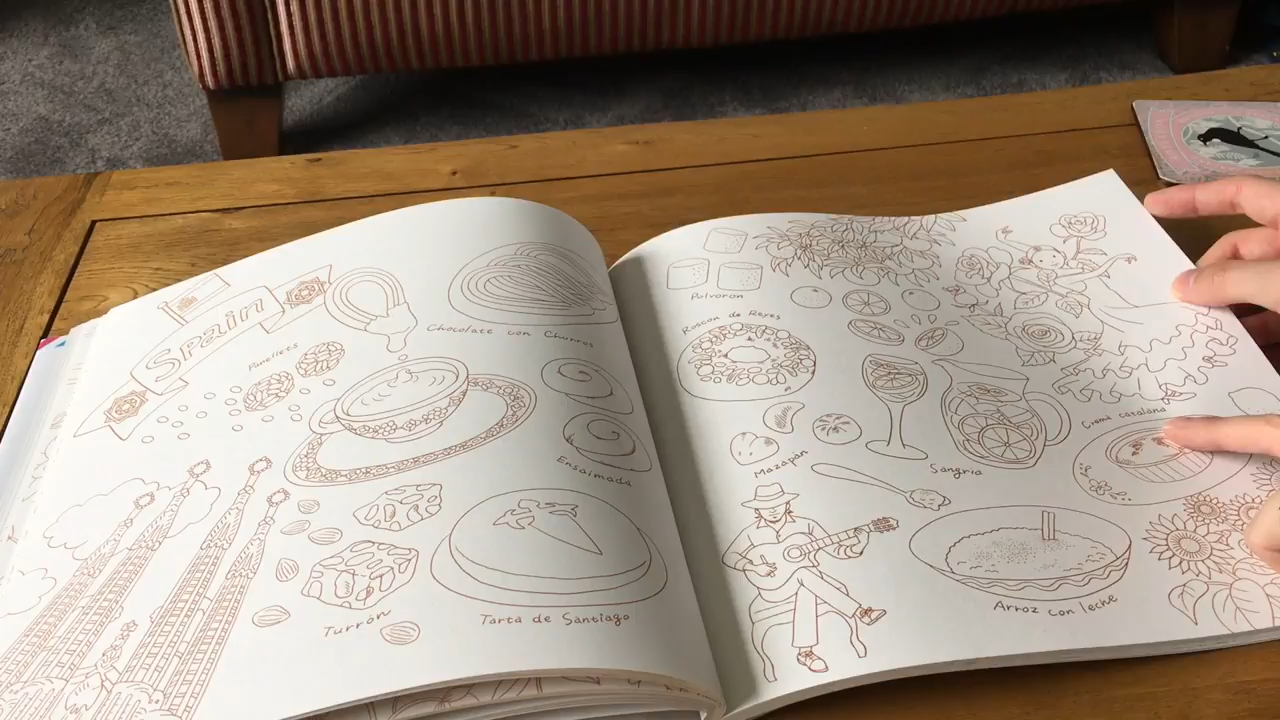 Spain
Panellets
Chocolate con Churros
Ensaimada
Turrón
Tarta de Santiago
Polvoron
Roscon de Reyes
Mazapán
Sangria
Crema catalana
Arroz con leche